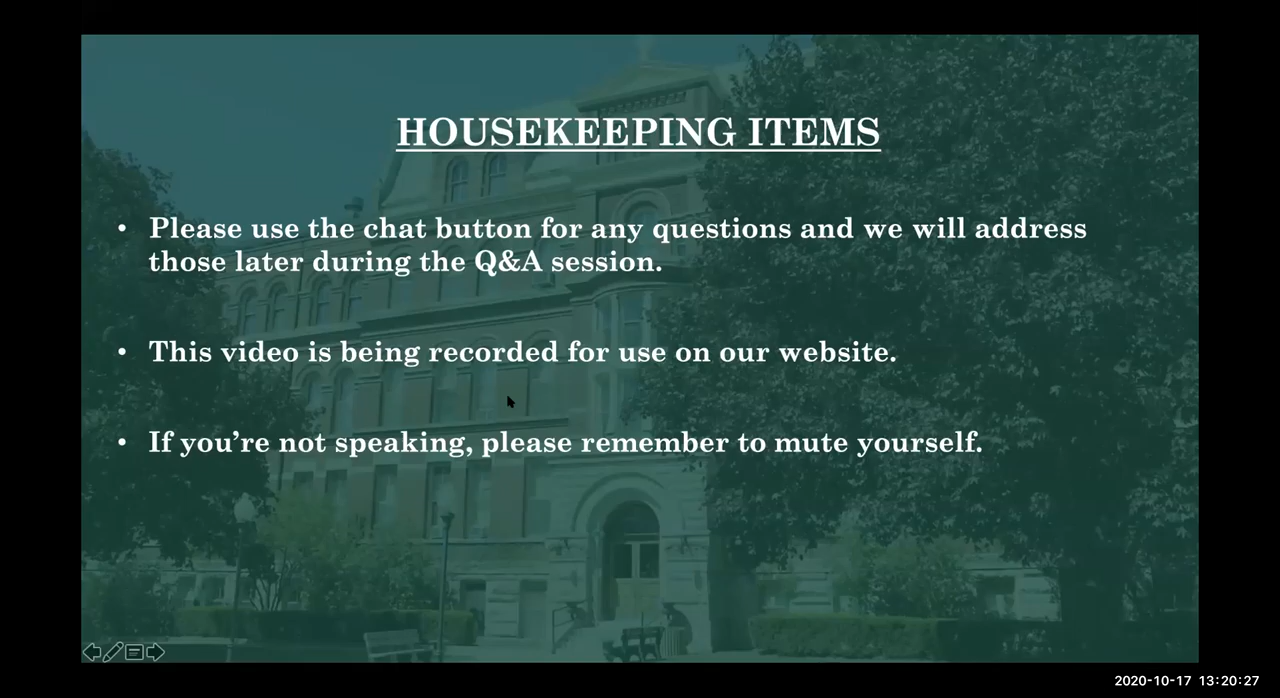 HOUSEKEEPING ITEMS
• Please use the chat button for any questions and we will address
those later during the Q&A session.
• This video is being recorded for use on our website.
• If you’re not speaking, please remember to mute yourself.
2020-10-17 13:20:27